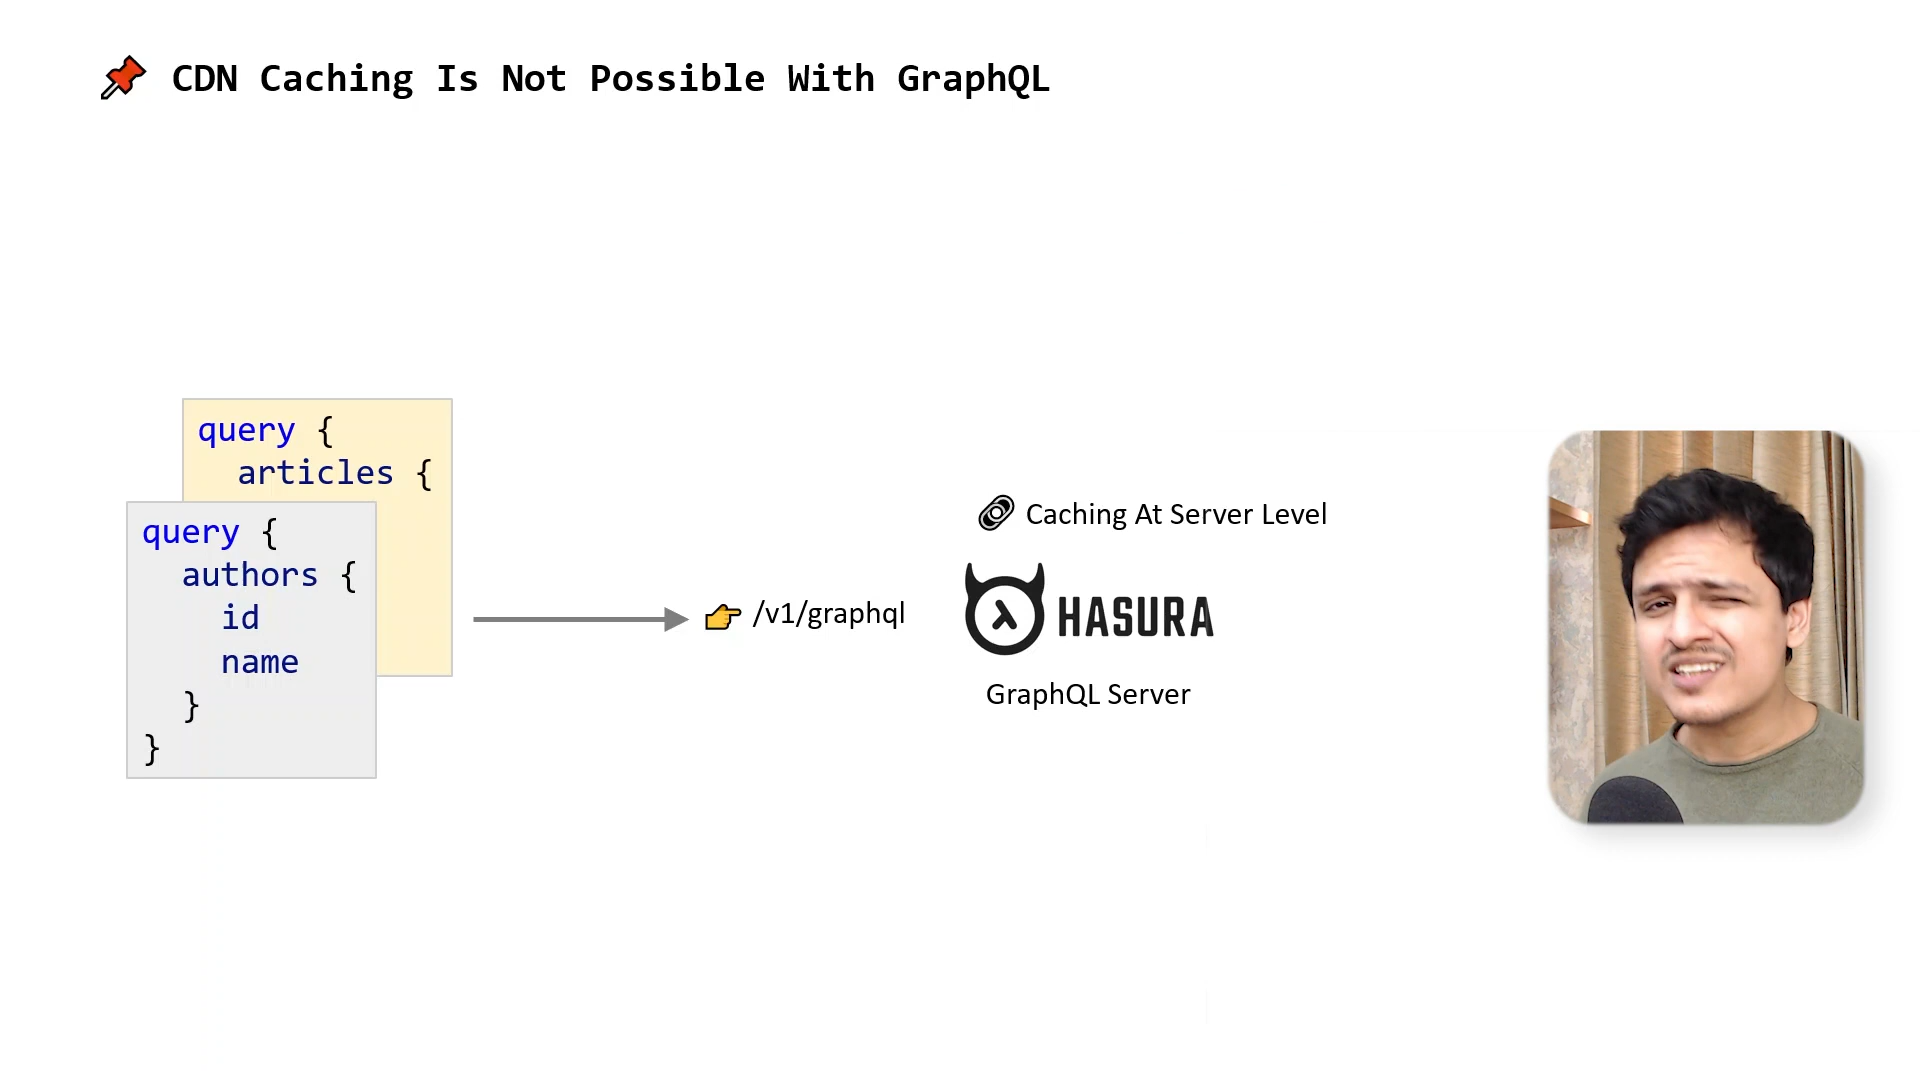 📌 CDN Caching Is Not Possible With GraphQL
query {
  articles {
query {
  authors {
    id
    name
  }
}
👉 /v1/graphql
Caching At Server Level
HASURA
GraphQL Server